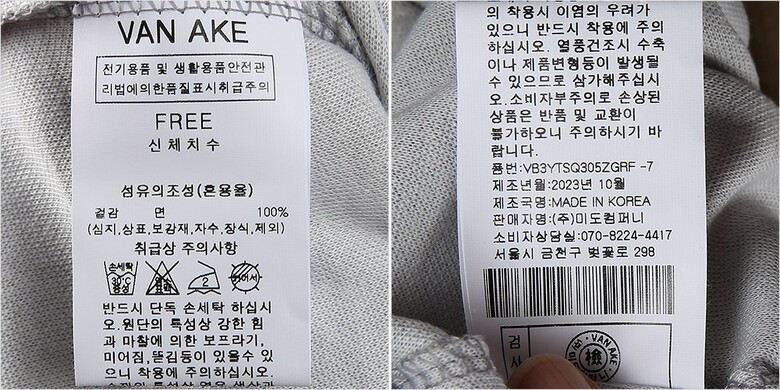 VAN AKE
전기용품 및 생활용품안전관
리법에의한품질표시취급주의
FREE
신체치수
섬유의조성(혼용율)
겉감 면 100%
(심지,상표,보강재,자수,장식,제외)
취급상 주의사항
손세탁
30℃
중성
2
반드시 단독 손세탁 하십시
오.원단의 특성상 강한 힘
과 마찰에 의한 보프라기,
미어짐,뜯김등이 있을수 있
으니 착용에 주의하십시오.
의 착용시 이염의 우려가
있으니 반드시 착용에 주의
하십시오. 열풍건조시 수축
이나 제품변형등이 발생될
수 있으므로 삼가해주십시
오.소비자부주의로 손상된
상품은 반품 및 교환이
불가하오니 주의하시기 바
랍니다.
품번:VB3YTSQ305ZGRF -7
제조년월:2023년 10월
제조국명:MADE IN KOREA
판매자명:(주)미도컴퍼니
소비자상담실:070-8224-4417
서울시 금천구 벚꽃로 298
검
사
VAN AKE
檢